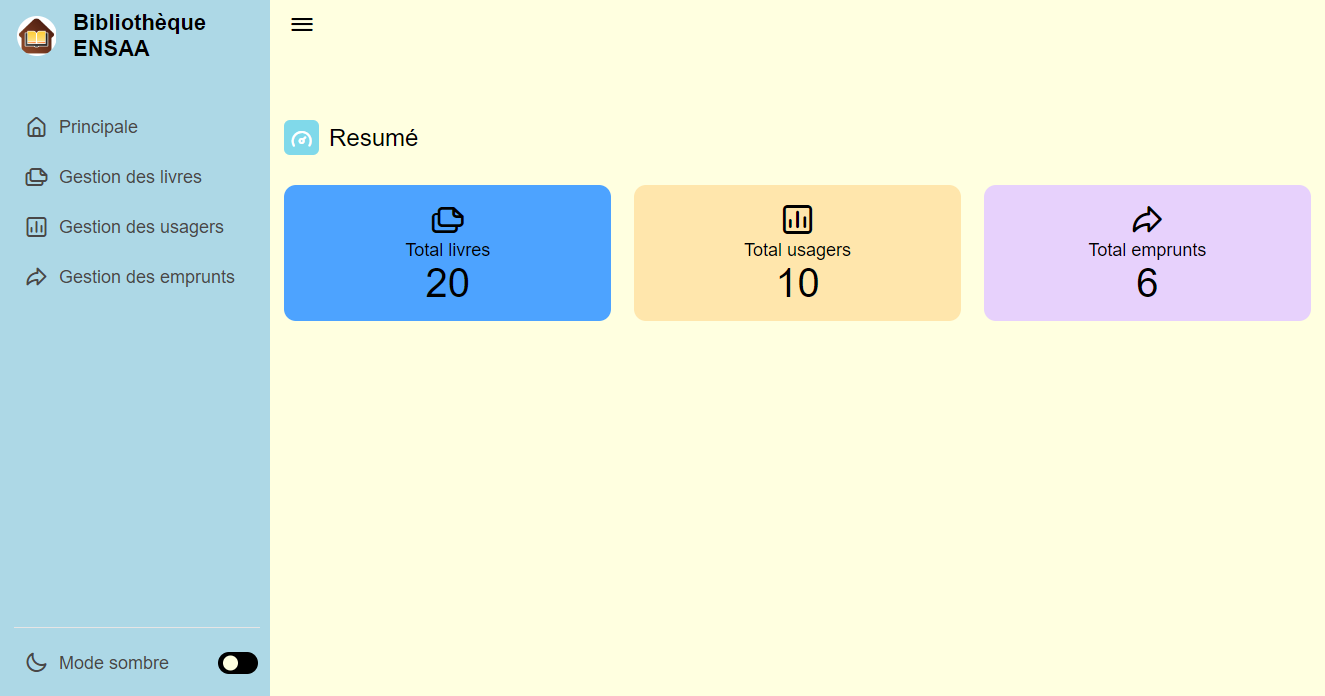 Bibliothèque
ENSAA
Principale
Gestion des livres
Gestion des usagers
Gestion des emprunts
Mode sombre
Resumé
Total livres
20
Total usagers
10
Total emprunts
6